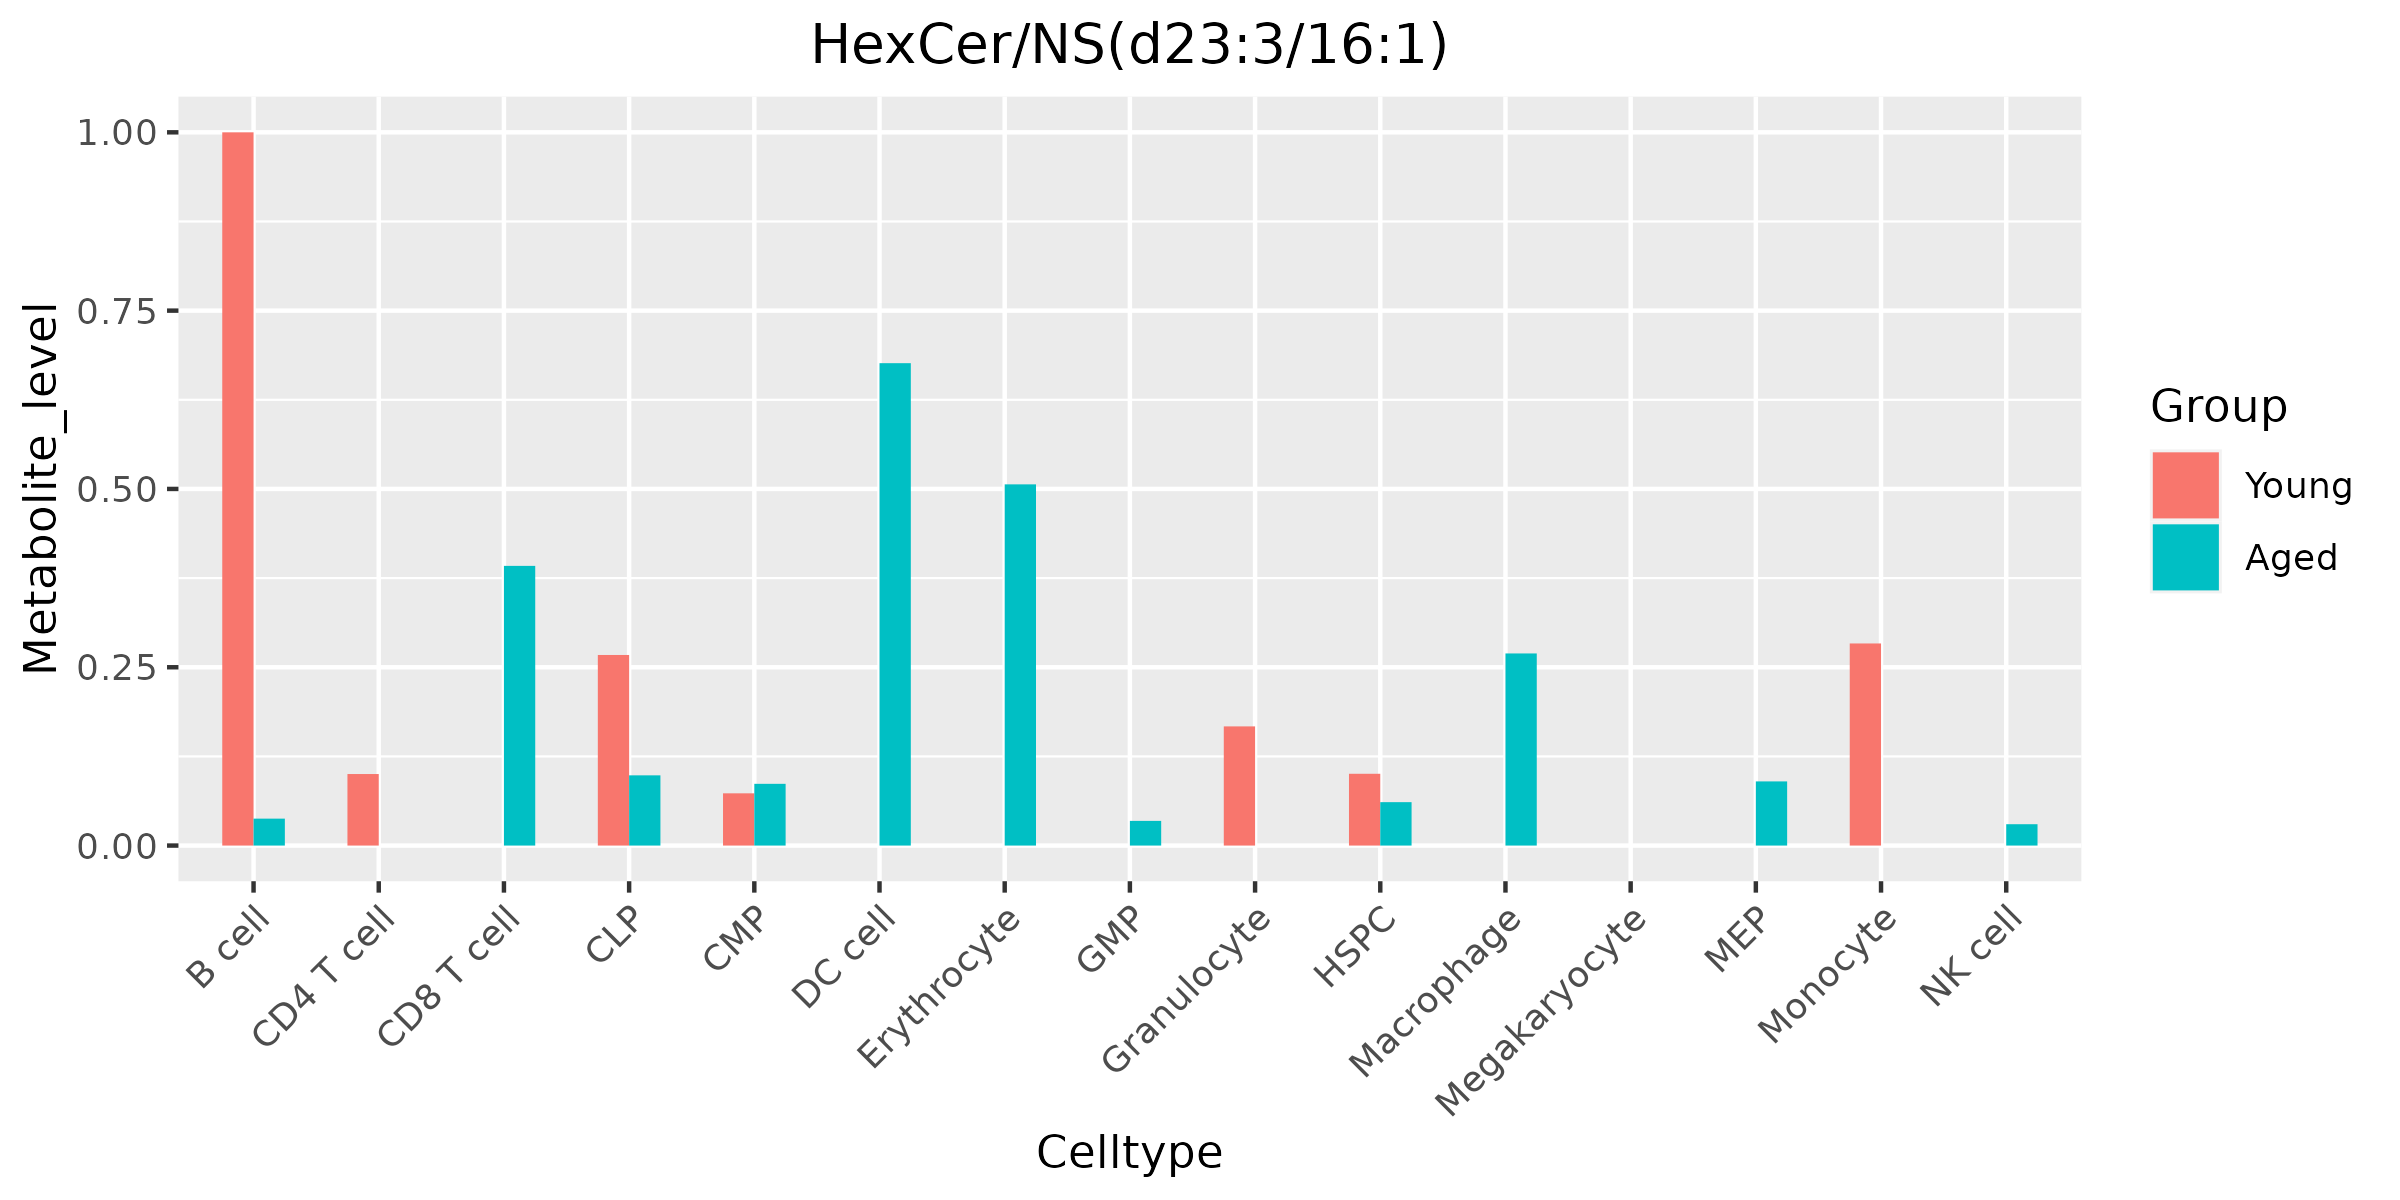 HexCer/NS(d23:3/16:1)
Metabolite_level
1.00
0.75
0.50
0.25
0.00
B cell
CD4 T cell
CD8 T cell
CLP
CMP
DC cell
Erythrocyte
GMP
Granulocyte
HSPC
Macrophage
Megakaryocyte
MEP
Monocyte
NK cell
Celltype
Group
Young
Aged